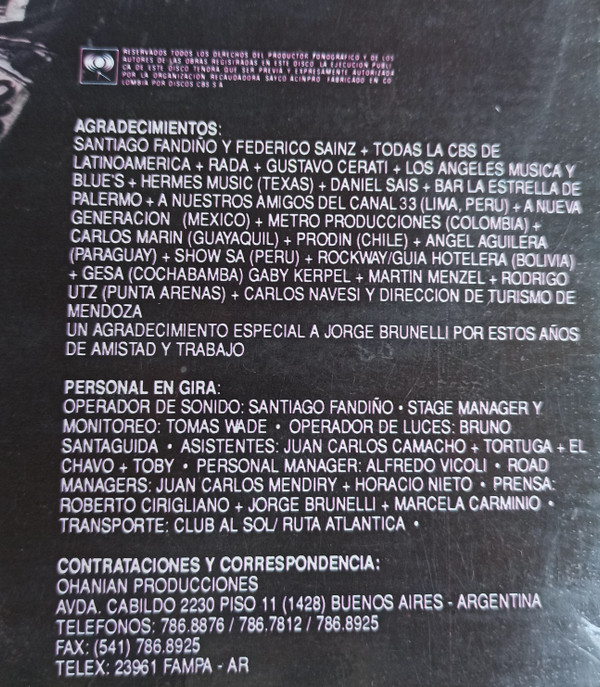 RESERVADOS TODOS LOS DERECHOS DEL PRODUCTOR FONOGRAFICO Y DE LOS
AUTORES DE LAS OBRAS REGISTRADAS EN ESTE DISCO LA EJECUCION PUBLI
CA DE ESTE DISCO TENDRA QUE SER PREVIA Y EXPRESAMENTE AUTORIZADA
POR LA ORGANIZACION RECAUDADORA SAYCO ACINPRO FABRICADO EN CO
LOMBIA POR DISCOS CBS S A
AGRADECIMIENTOS:
SANTIAGO FANDIÑO Y FEDERICO SAINZ + TODAS LA CBS DE
LATINOAMERICA + RADA + GUSTAVO CERATI + LOS ANGELES MUSICA Y
BLUE'S + HERMES MUSIC (TEXAS) + DANIEL SAIS + BAR LA ESTRELLA DE
PALERMO + A NUESTROS AMIGOS DEL CANAL 33 (LIMA, PERU) + A NUEVA
GENERACION (MEXICO) + METRO PRODUCCIONES (COLOMBIA) +
CARLOS MARIN (GUAYAQUIL) + PRODIN (CHILE) + ANGEL AGUILERA
(PARAGUAY) + SHOW SA (PERU) + ROCKWAY/GUIA HOTELERA (BOLIVIA)
+ GESA (COCHABAMBA) GABY KERPEL + MARTIN MENZEL + RODRIGO
UTZ (PUNTA ARENAS) + CARLOS NAVESI Y DIRECCION DE TURISMO DE
MENDOZA
UN AGRADECIMIENTO ESPECIAL A JORGE BRUNELLI POR ESTOS AÑOS
DE AMISTAD Y TRABAJO
PERSONAL EN GIRA:
OPERADOR DE SONIDO: SANTIAGO FANDIÑO • STAGE MANAGER Y
MONITOREO: TOMAS WADE • OPERADOR DE LUCES: BRUNO
SANTAGUIDA • ASISTENTES: JUAN CARLOS CAMACHO + TORTUGA + EL
CHAVO + TOBY • PERSONAL MANAGER: ALFREDO VICOLI • ROAD
MANAGERS: JUAN CARLOS MENDIRY + HORACIO NIETO • PRENSA:
ROBERTO CIRIGLIANO + JORGE BRUNELLI + MARCELA CARMINIO •
TRANSPORTE: CLUB AL SOL/ RUTA ATLANTICA •
CONTRATACIONES Y CORRESPONDENCIA:
OHANIAN PRODUCCIONES
AVDA. CABILDO 2230 PISO 11 (1428) BUENOS AIRES - ARGENTINA
TELEFONOS: 786.8876 / 786.7812 / 786.8925
FAX: (541) 786.8925
TELEX: 23961 FAMPA - AR